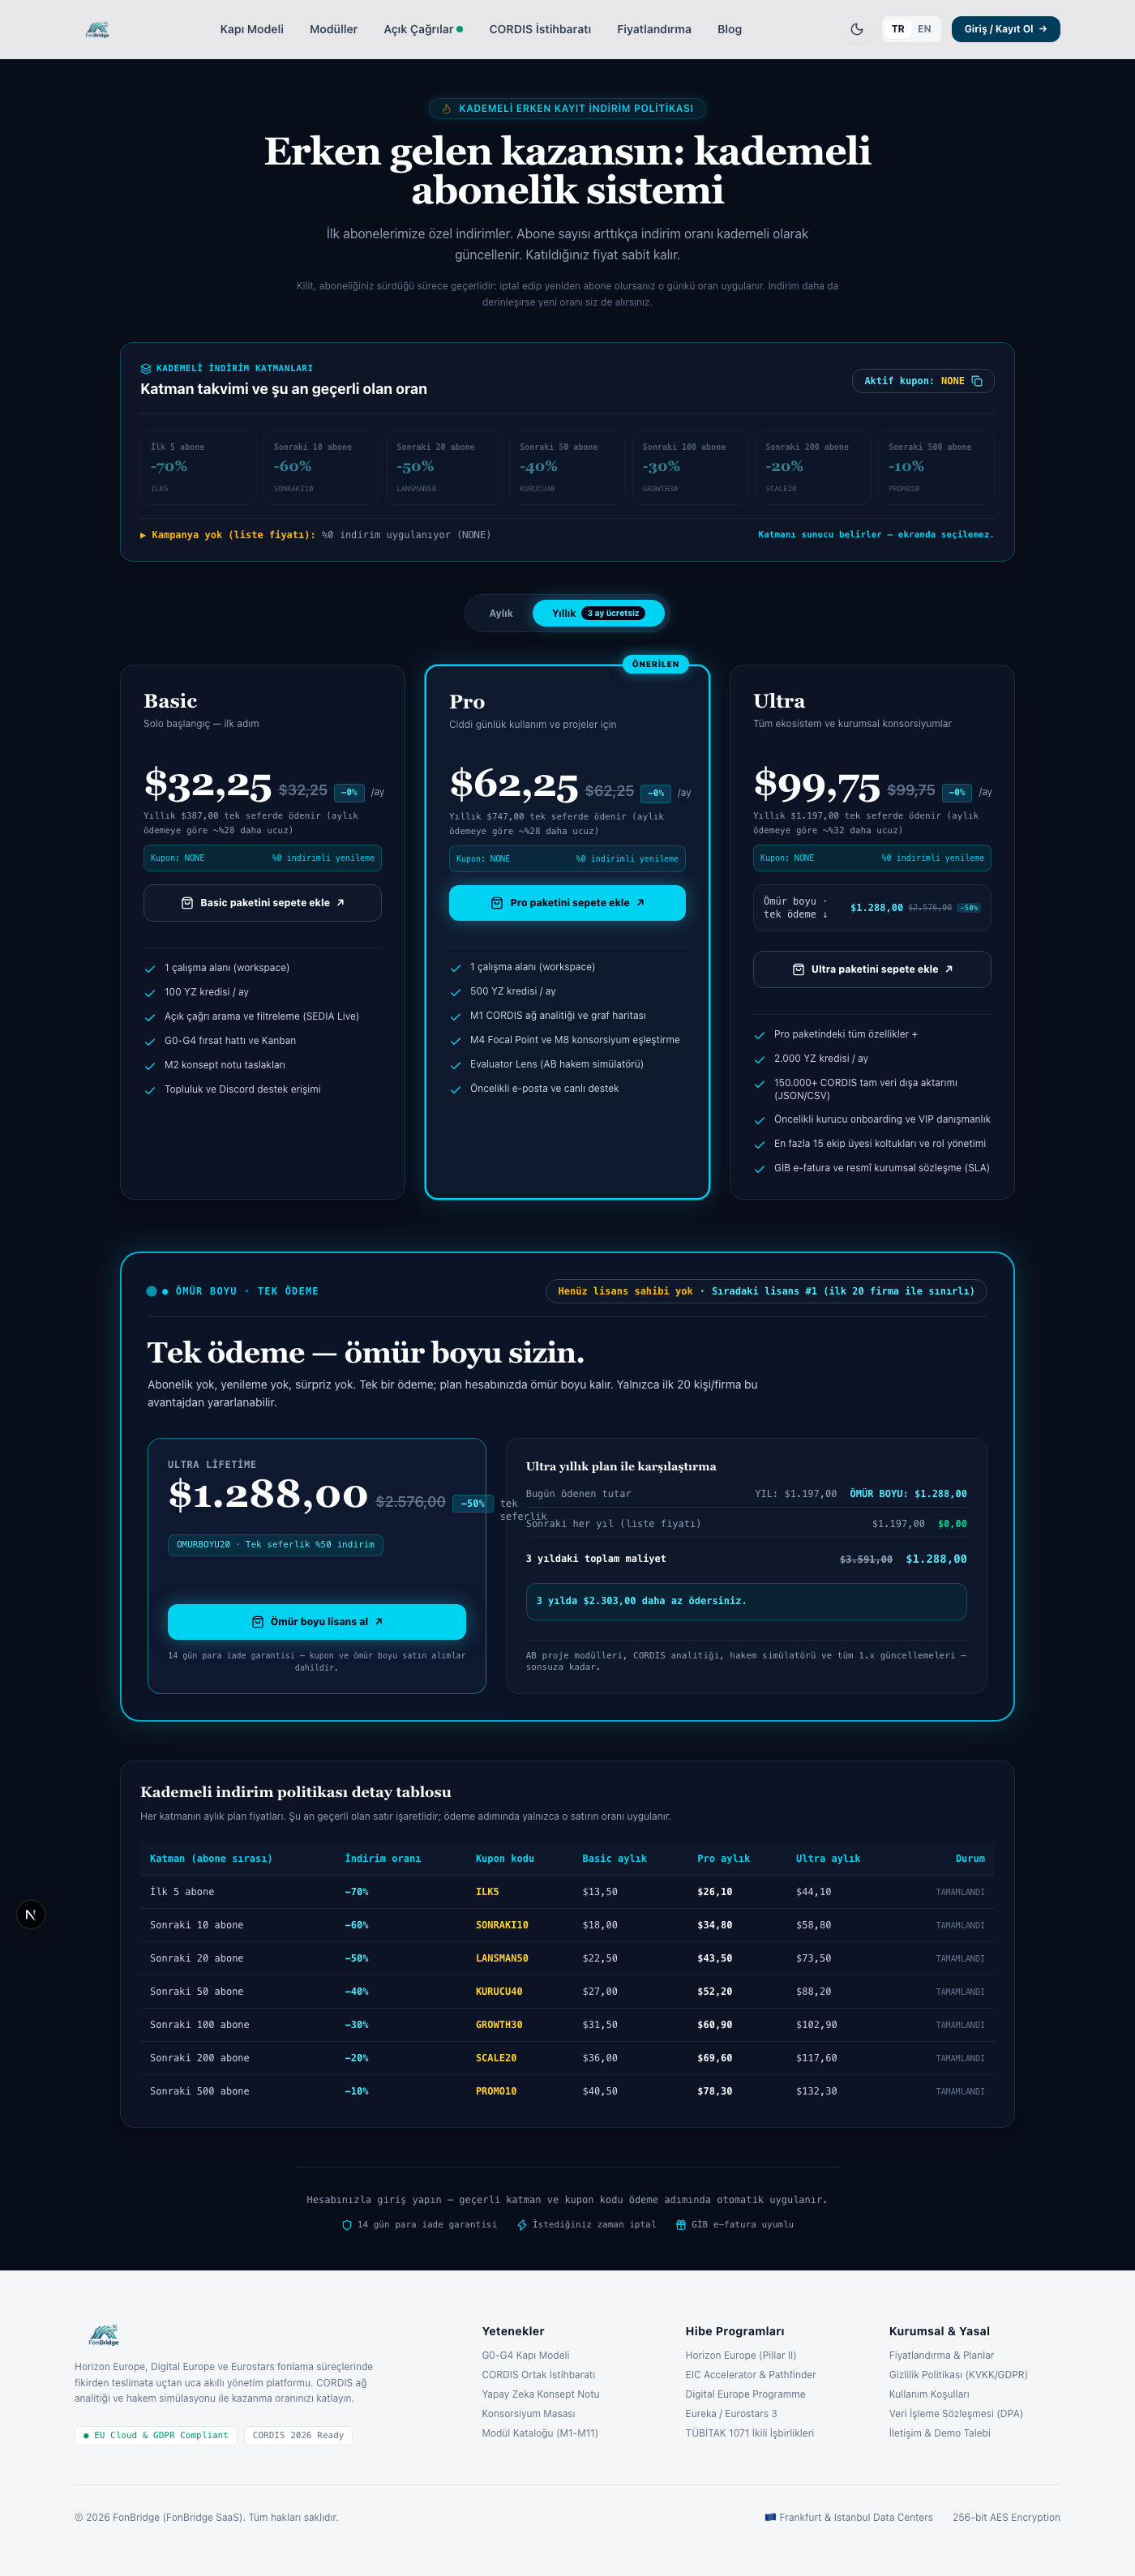 FonBridge
Kapı Modeli
Modüller
Açık Çağrılar
CORDIS İstihbaratı
Fiyatlandırma
Blog
TR EN
Giriş / Kayıt Ol →
KADEMELİ ERKEN KAYIT İNDİRİM POLİTİKASI
Erken gelen kazansın: kademeli
abonelik sistemi
İlk abonelerimize özel indirimler. Abone sayısı arttıkça indirim oranı kademeli olarak
güncellenir. Katıldığınız fiyat sabit kalır.
Kilit, aboneliğiniz sürdüğü sürece geçerlidir: iptal edip yeniden abone olursanız o günkü oran uygulanır. İndirim daha da
derinleşirse yeni oranı siz de alırsınız.
KADEMELİ İNDİRİM KATMANLARI
Katman takvimi ve şu an geçerli olan oran
Aktif kupon: NONE
İlk 5 abone
-70%
ILK5
Sonraki 10 abone
-60%
SONRAKI10
Sonraki 20 abone
-50%
LANSMAN50
Sonraki 50 abone
-40%
KURUCU40
Sonraki 100 abone
-30%
GROWTH30
Sonraki 200 abone
-20%
SCALE20
Sonraki 500 abone
-10%
PROMO10
▶ Kampanya yok (liste fiyatı): %0 indirim uygulanıyor (NONE)
Katmanı sunucu belirler — ekranda seçilemez.
Aylık
Yıllık 3 ay ücretsiz
Basic
Solo başlangıç — ilk adım
$32,25 $32,25 −0% /ay
Yıllık $387,00 tek seferde ödenir (aylık
ödemeye göre ~%28 daha ucuz)
Kupon: NONE %0 indirimli yenileme
Basic paketini sepete ekle ↗
1 çalışma alanı (workspace)
100 YZ kredisi / ay
Açık çağrı arama ve filtreleme (SEDIA Live)
G0-G4 fırsat hattı ve Kanban
M2 konsept notu taslakları
Topluluk ve Discord destek erişimi
ÖNERİLEN
Pro
Ciddi günlük kullanım ve projeler için
$62,25 $62,25 −0% /ay
Yıllık $747,00 tek seferde ödenir (aylık
ödemeye göre ~%28 daha ucuz)
Kupon: NONE %0 indirimli yenileme
Pro paketini sepete ekle ↗
1 çalışma alanı (workspace)
500 YZ kredisi / ay
M1 CORDIS ağ analitiği ve graf haritası
M4 Focal Point ve M8 konsorsiyum eşleştirme
Evaluator Lens (AB hakem simülatörü)
Öncelikli e-posta ve canlı destek
Ultra
Tüm ekosistem ve kurumsal konsorsiyumlar
$99,75 $99,75 −0% /ay
Yıllık $1.197,00 tek seferde ödenir (aylık
ödemeye göre ~%32 daha ucuz)
Kupon: NONE %0 indirimli yenileme
Ömür boyu ·
tek ödeme ↓
$1.288,00 $2.576,00 −50%
Ultra paketini sepete ekle ↗
Pro paketindeki tüm özellikler +
2.000 YZ kredisi / ay
150.000+ CORDIS tam veri dışa aktarımı
(JSON/CSV)
Öncelikli kurucu onboarding ve VIP danışmanlık
En fazla 15 ekip üyesi koltukları ve rol yönetimi
GİB e-fatura ve resmî kurumsal sözleşme (SLA)
● ÖMÜR BOYU · TEK ÖDEME
Henüz lisans sahibi yok · Sıradaki lisans #1 (ilk 20 firma ile sınırlı)
Tek ödeme — ömür boyu sizin.
Abonelik yok, yenileme yok, sürpriz yok. Tek bir ödeme; plan hesabınızda ömür boyu kalır. Yalnızca ilk 20 kişi/firma bu
avantajdan yararlanabilir.
ULTRA LİFETİME
$1.288,00 $2.576,00 −50% tek
seferlik
OMURBOYU20 · Tek seferlik %50 indirim
Ömür boyu lisans al ↗
14 gün para iade garantisi — kupon ve ömür boyu satın alımlar
dahildir.
Ultra yıllık plan ile karşılaştırma
Bugün ödenen tutar YIL: $1.197,00 ÖMÜR BOYU: $1.288,00
Sonraki her yıl (liste fiyatı) $1.197,00 $0,00
3 yıldaki toplam maliyet $3.591,00 $1.288,00
3 yılda $2.303,00 daha az ödersiniz.
AB proje modülleri, CORDIS analitiği, hakem simülatörü ve tüm 1.x güncellemeleri —
sonsuza kadar.
Kademeli indirim politikası detay tablosu
Her katmanın aylık plan fiyatları. Şu an geçerli olan satır işaretlidir; ödeme adımında yalnızca o satırın oranı uygulanır.
Katman (abone sırası) İndirim oranı Kupon kodu Basic aylık Pro aylık Ultra aylık Durum
İlk 5 abone −70% ILK5 $13,50 $26,10 $44,10 TAMAMLANDI
Sonraki 10 abone −60% SONRAKI10 $18,00 $34,80 $58,80 TAMAMLANDI
Sonraki 20 abone −50% LANSMAN50 $22,50 $43,50 $73,50 TAMAMLANDI
Sonraki 50 abone −40% KURUCU40 $27,00 $52,20 $88,20 TAMAMLANDI
Sonraki 100 abone −30% GROWTH30 $31,50 $60,90 $102,90 TAMAMLANDI
Sonraki 200 abone −20% SCALE20 $36,00 $69,60 $117,60 TAMAMLANDI
Sonraki 500 abone −10% PROMO10 $40,50 $78,30 $132,30 TAMAMLANDI
Hesabınızla giriş yapın — geçerli katman ve kupon kodu ödeme adımında otomatik uygulanır.
14 gün para iade garantisi
İstediğiniz zaman iptal
GİB e-fatura uyumlu
N
FonBridge
Horizon Europe, Digital Europe ve Eurostars fonlama süreçlerinde
fikirden teslimata uçtan uca akıllı yönetim platformu. CORDIS ağ
analitiği ve hakem simülasyonu ile kazanma oranınızı katlayın.
● EU Cloud & GDPR Compliant
CORDIS 2026 Ready
Yetenekler
G0-G4 Kapı Modeli
CORDIS Ortak İstihbaratı
Yapay Zeka Konsept Notu
Konsorsiyum Masası
Modül Kataloğu (M1-M11)
Hibe Programları
Horizon Europe (Pillar II)
EIC Accelerator & Pathfinder
Digital Europe Programme
Eureka / Eurostars 3
TÜBİTAK 1071 İkili İşbirlikleri
Kurumsal & Yasal
Fiyatlandırma & Planlar
Gizlilik Politikası (KVKK/GDPR)
Kullanım Koşulları
Veri İşleme Sözleşmesi (DPA)
İletişim & Demo Talebi
© 2026 FonBridge (FonBridge SaaS). Tüm hakları saklıdır.
Frankfurt & Istanbul Data Centers
256-bit AES Encryption